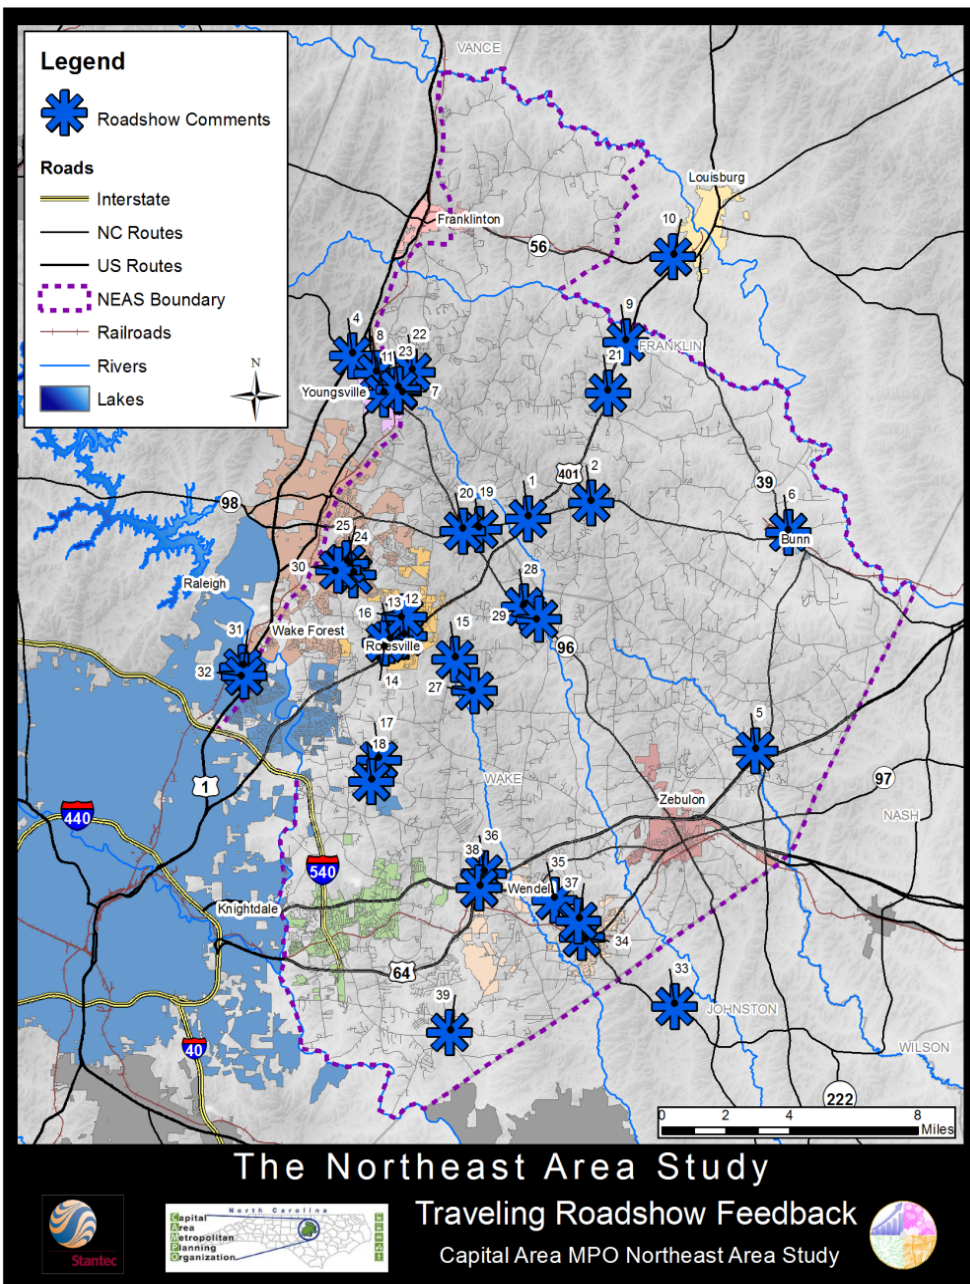 Legend
Roadshow Comments
Roads
Interstate
NC Routes
US Routes
NEAS Boundary
Railroads
Rivers
Lakes
N
VANCE
Louisburg
Franklinton
10
56
9
4
8
22
11
23
21
FRANKLIN
Youngsville
7
401
2
39
1
6
98
20
19
25
24
Bunn
30
28
Raleigh
13
12
16
29
31
Wake Forest
15
Rolesville
96
32
14
27
5
17
18
WAKE
97
1
Zebulon
NASH
440
36
38
35
540
Wendell
37
Knightdale
34
64
33
39
JOHNSTON
40
WILSON
222
0 2 4 8
Miles
The Northeast Area Study
Traveling Roadshow Feedback
Capital Area MPO Northeast Area Study
Stantec
North Carolina
Capital
Area
Metropolitan
Planning
Organization